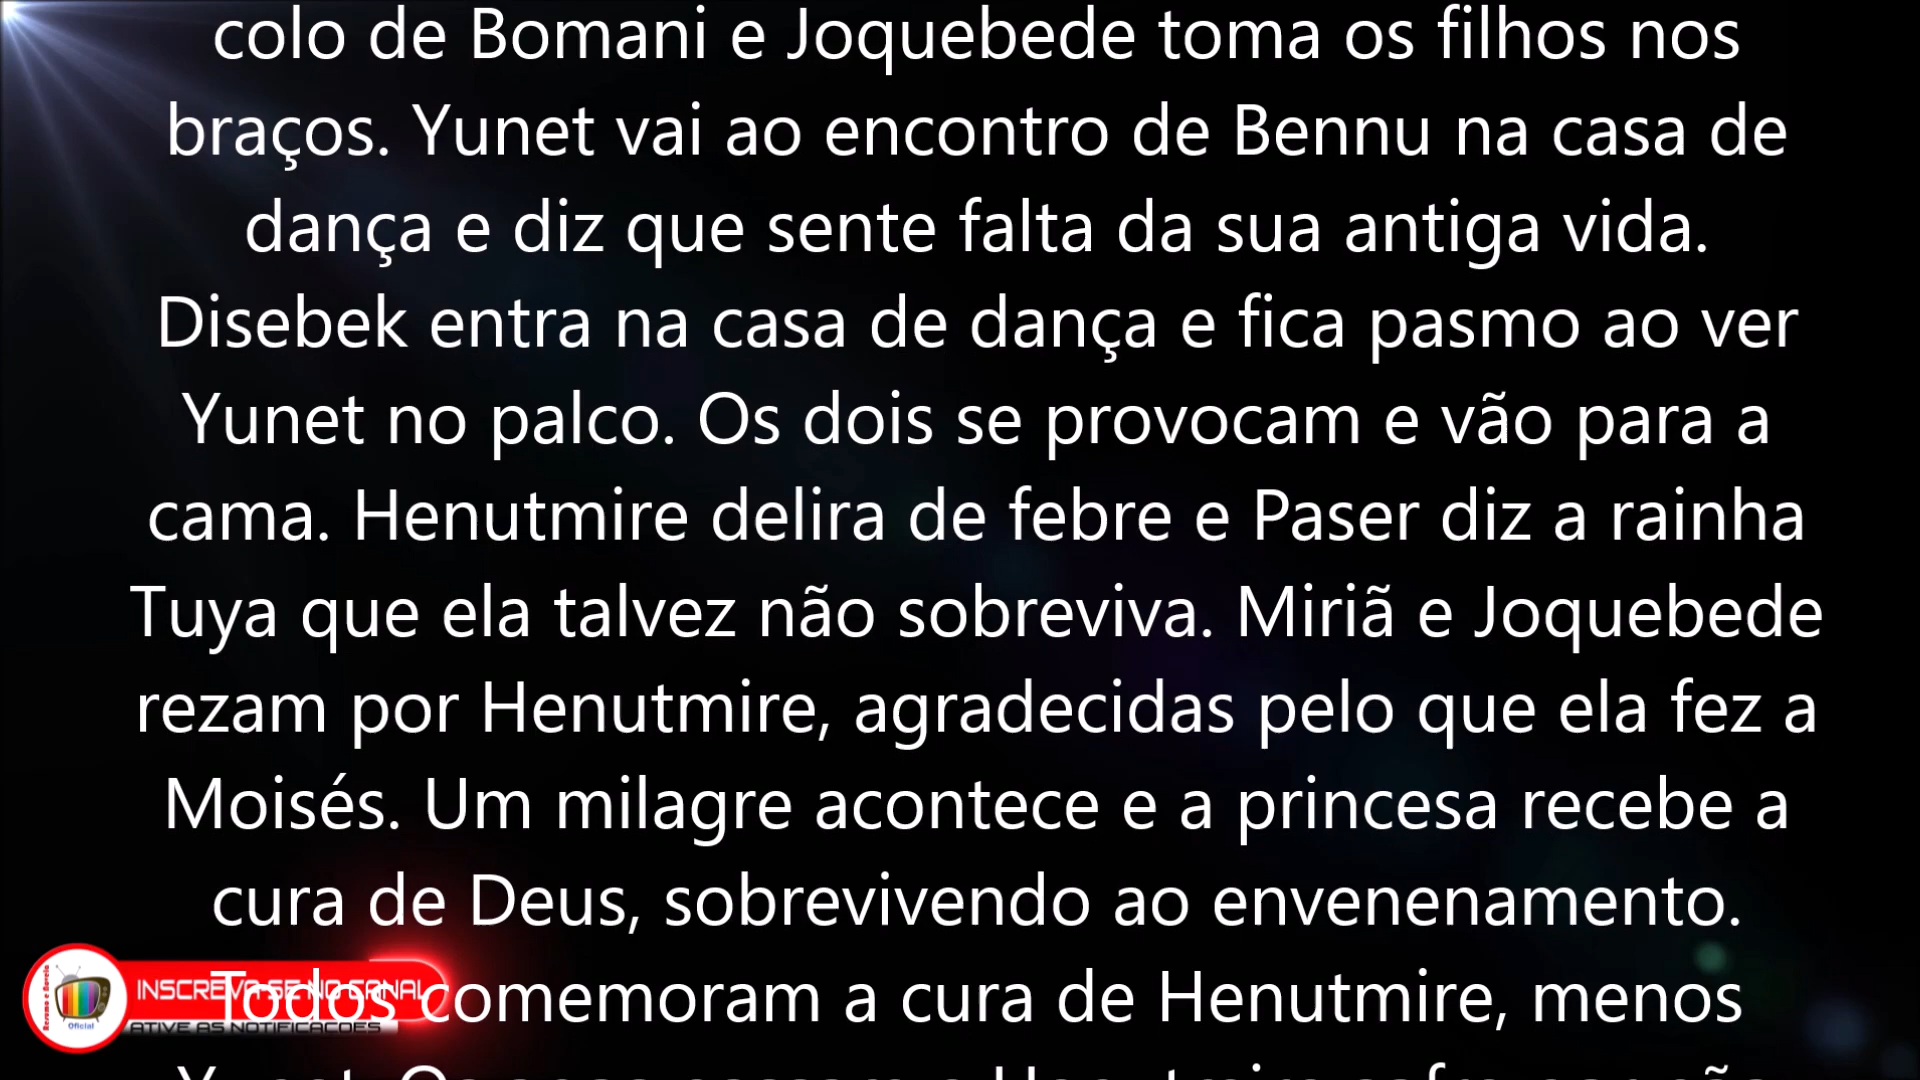 colo de Bomani e Joquebede toma os filhos nos
braços. Yunet vai ao encontro de Bennu na casa de
dança e diz que sente falta da sua antiga vida.
Disebek entra na casa de dança e fica pasmo ao ver
Yunet no palco. Os dois se provocam e vão para a
cama. Henutmire delira de febre e Paser diz a rainha
Tuya que ela talvez não sobreviva. Miriã e Joquebede
rezam por Henutmire, agradecidas pelo que ela fez a
Moisés. Um milagre acontece e a princesa recebe a
cura de Deus, sobrevivendo ao envenenamento.
Todos comemoram a cura de Henutmire, menos
INSCREVA-SE NO CANAL
ATIVE AS NOTIFICACOES
Resumo e Novela
Oficial